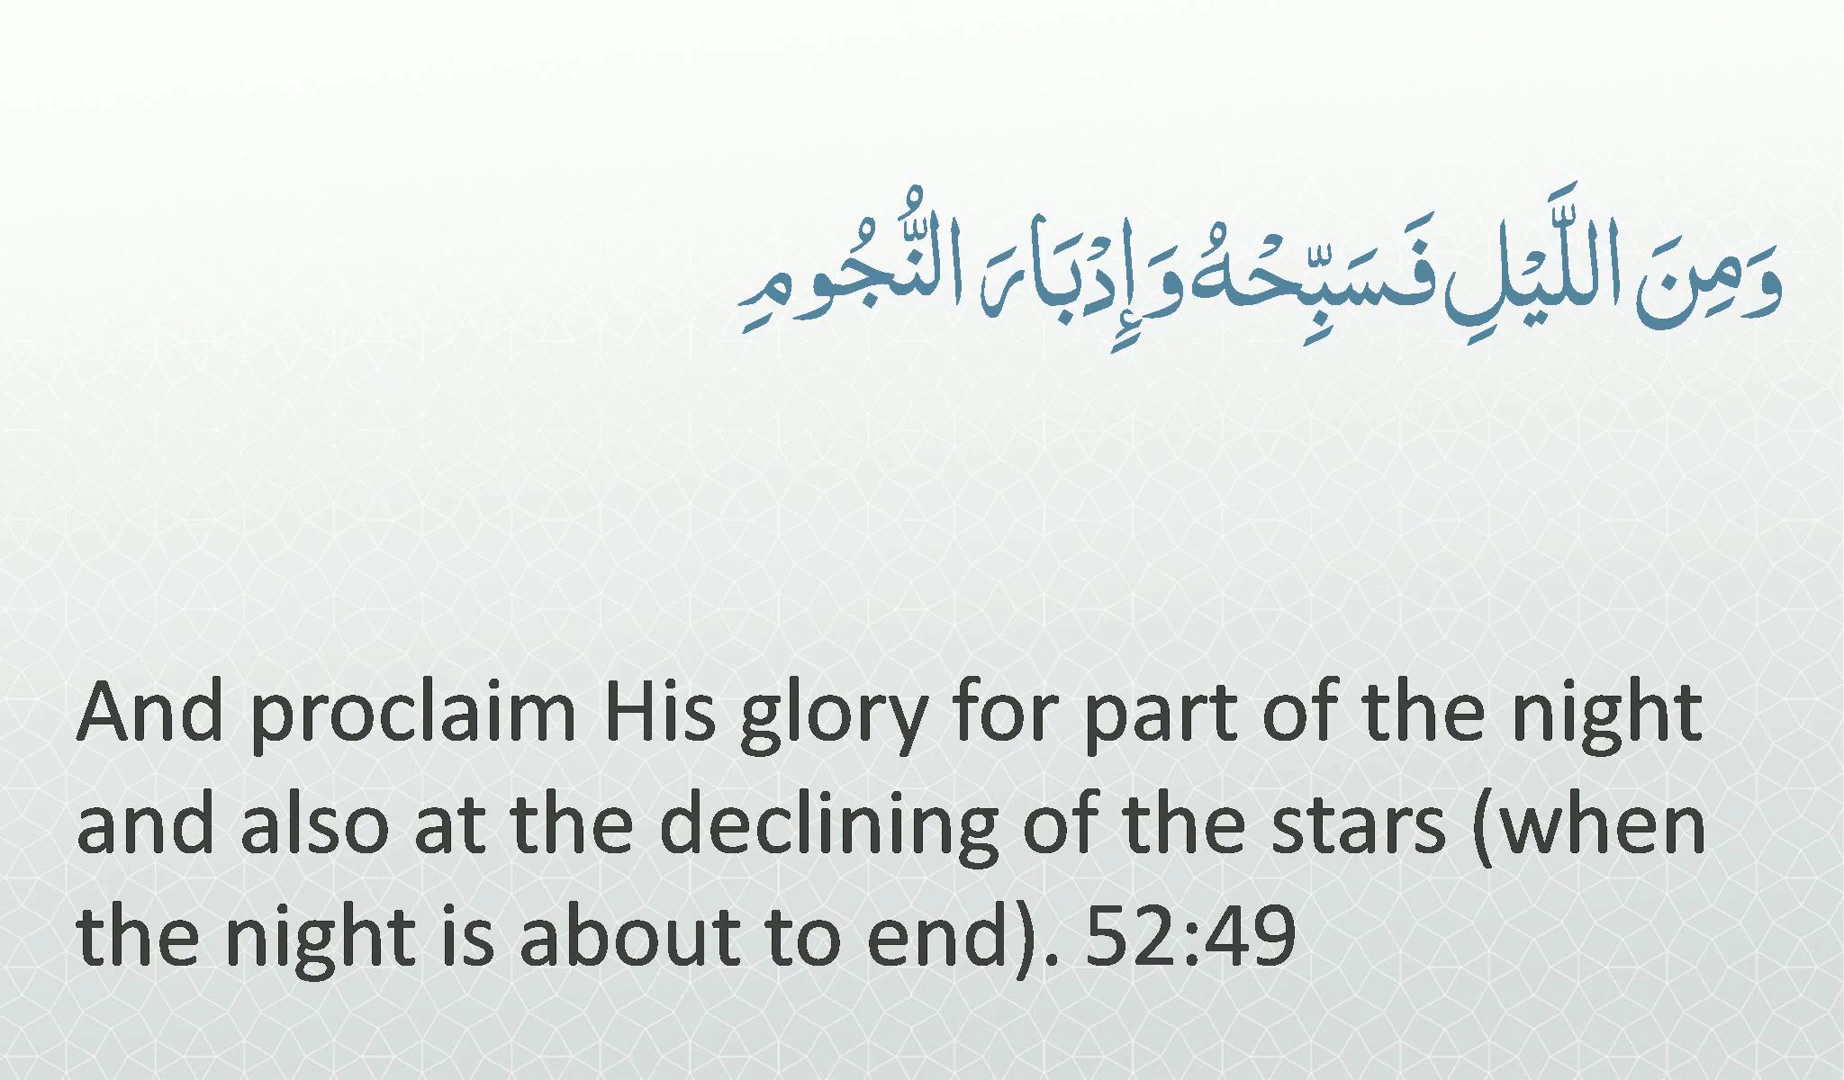 وَمِنَ اللَّيْلِ فَسَبِّحْهُ وَإِدْبَارَ النُّجُومِ
And proclaim His glory for part of the night
and also at the declining of the stars (when
the night is about to end). 52:49